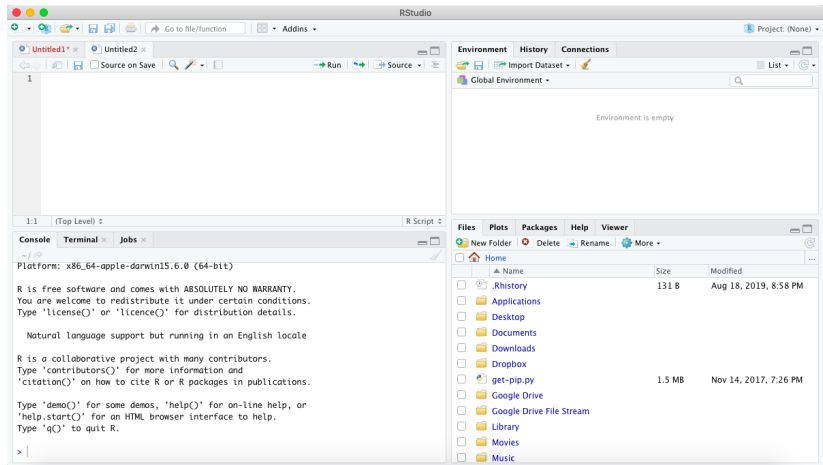 RStudio
Go to file/function Addins Project: (None)
Untitled1* Untitled2
Source on Save Run Source
1
1:1 (Top Level) R Script
Console Terminal Jobs
~/
Platform: x86_64-apple-darwin15.6.0 (64-bit)
R is free software and comes with ABSOLUTELY NO WARRANTY.
You are welcome to redistribute it under certain conditions.
Type 'license()' or 'licence()' for distribution details.
Natural language support but running in an English locale
R is a collaborative project with many contributors.
Type 'contributors()' for more information and
'citation()' on how to cite R or R packages in publications.
Type 'demo()' for some demos, 'help()' for on-line help, or
'help.start()' for an HTML browser interface to help.
Type 'q()' to quit R.
>
Environment History Connections
Import Dataset List
Global Environment
Environment is empty
Files Plots Packages Help Viewer
New Folder Delete Rename More
Home ...
Name Size Modified
.Rhistory 131 B Aug 18, 2019, 8:58 PM
Applications
Desktop
Documents
Downloads
Dropbox
get-pip.py 1.5 MB Nov 14, 2017, 7:26 PM
Google Drive
Google Drive File Stream
Library
Movies
Music